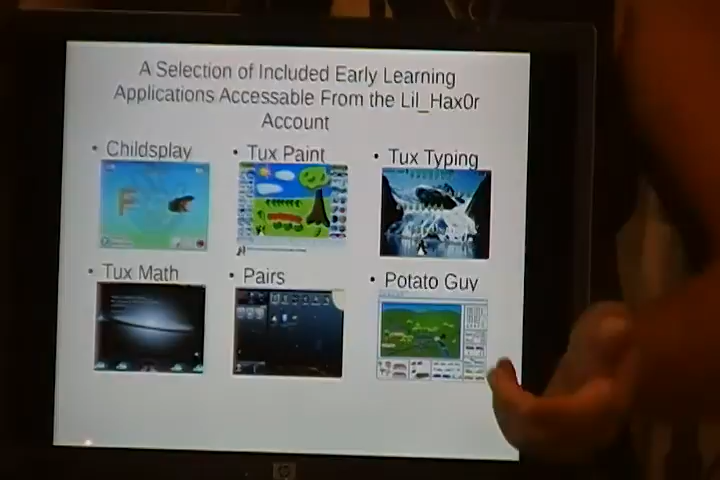 A Selection of Included Early Learning
Applications Accessable From the Lil_Hax0r
Account
• Childsplay
• Tux Paint
• Tux Typing
F
• Tux Math
• Pairs
• Potato Guy
hp